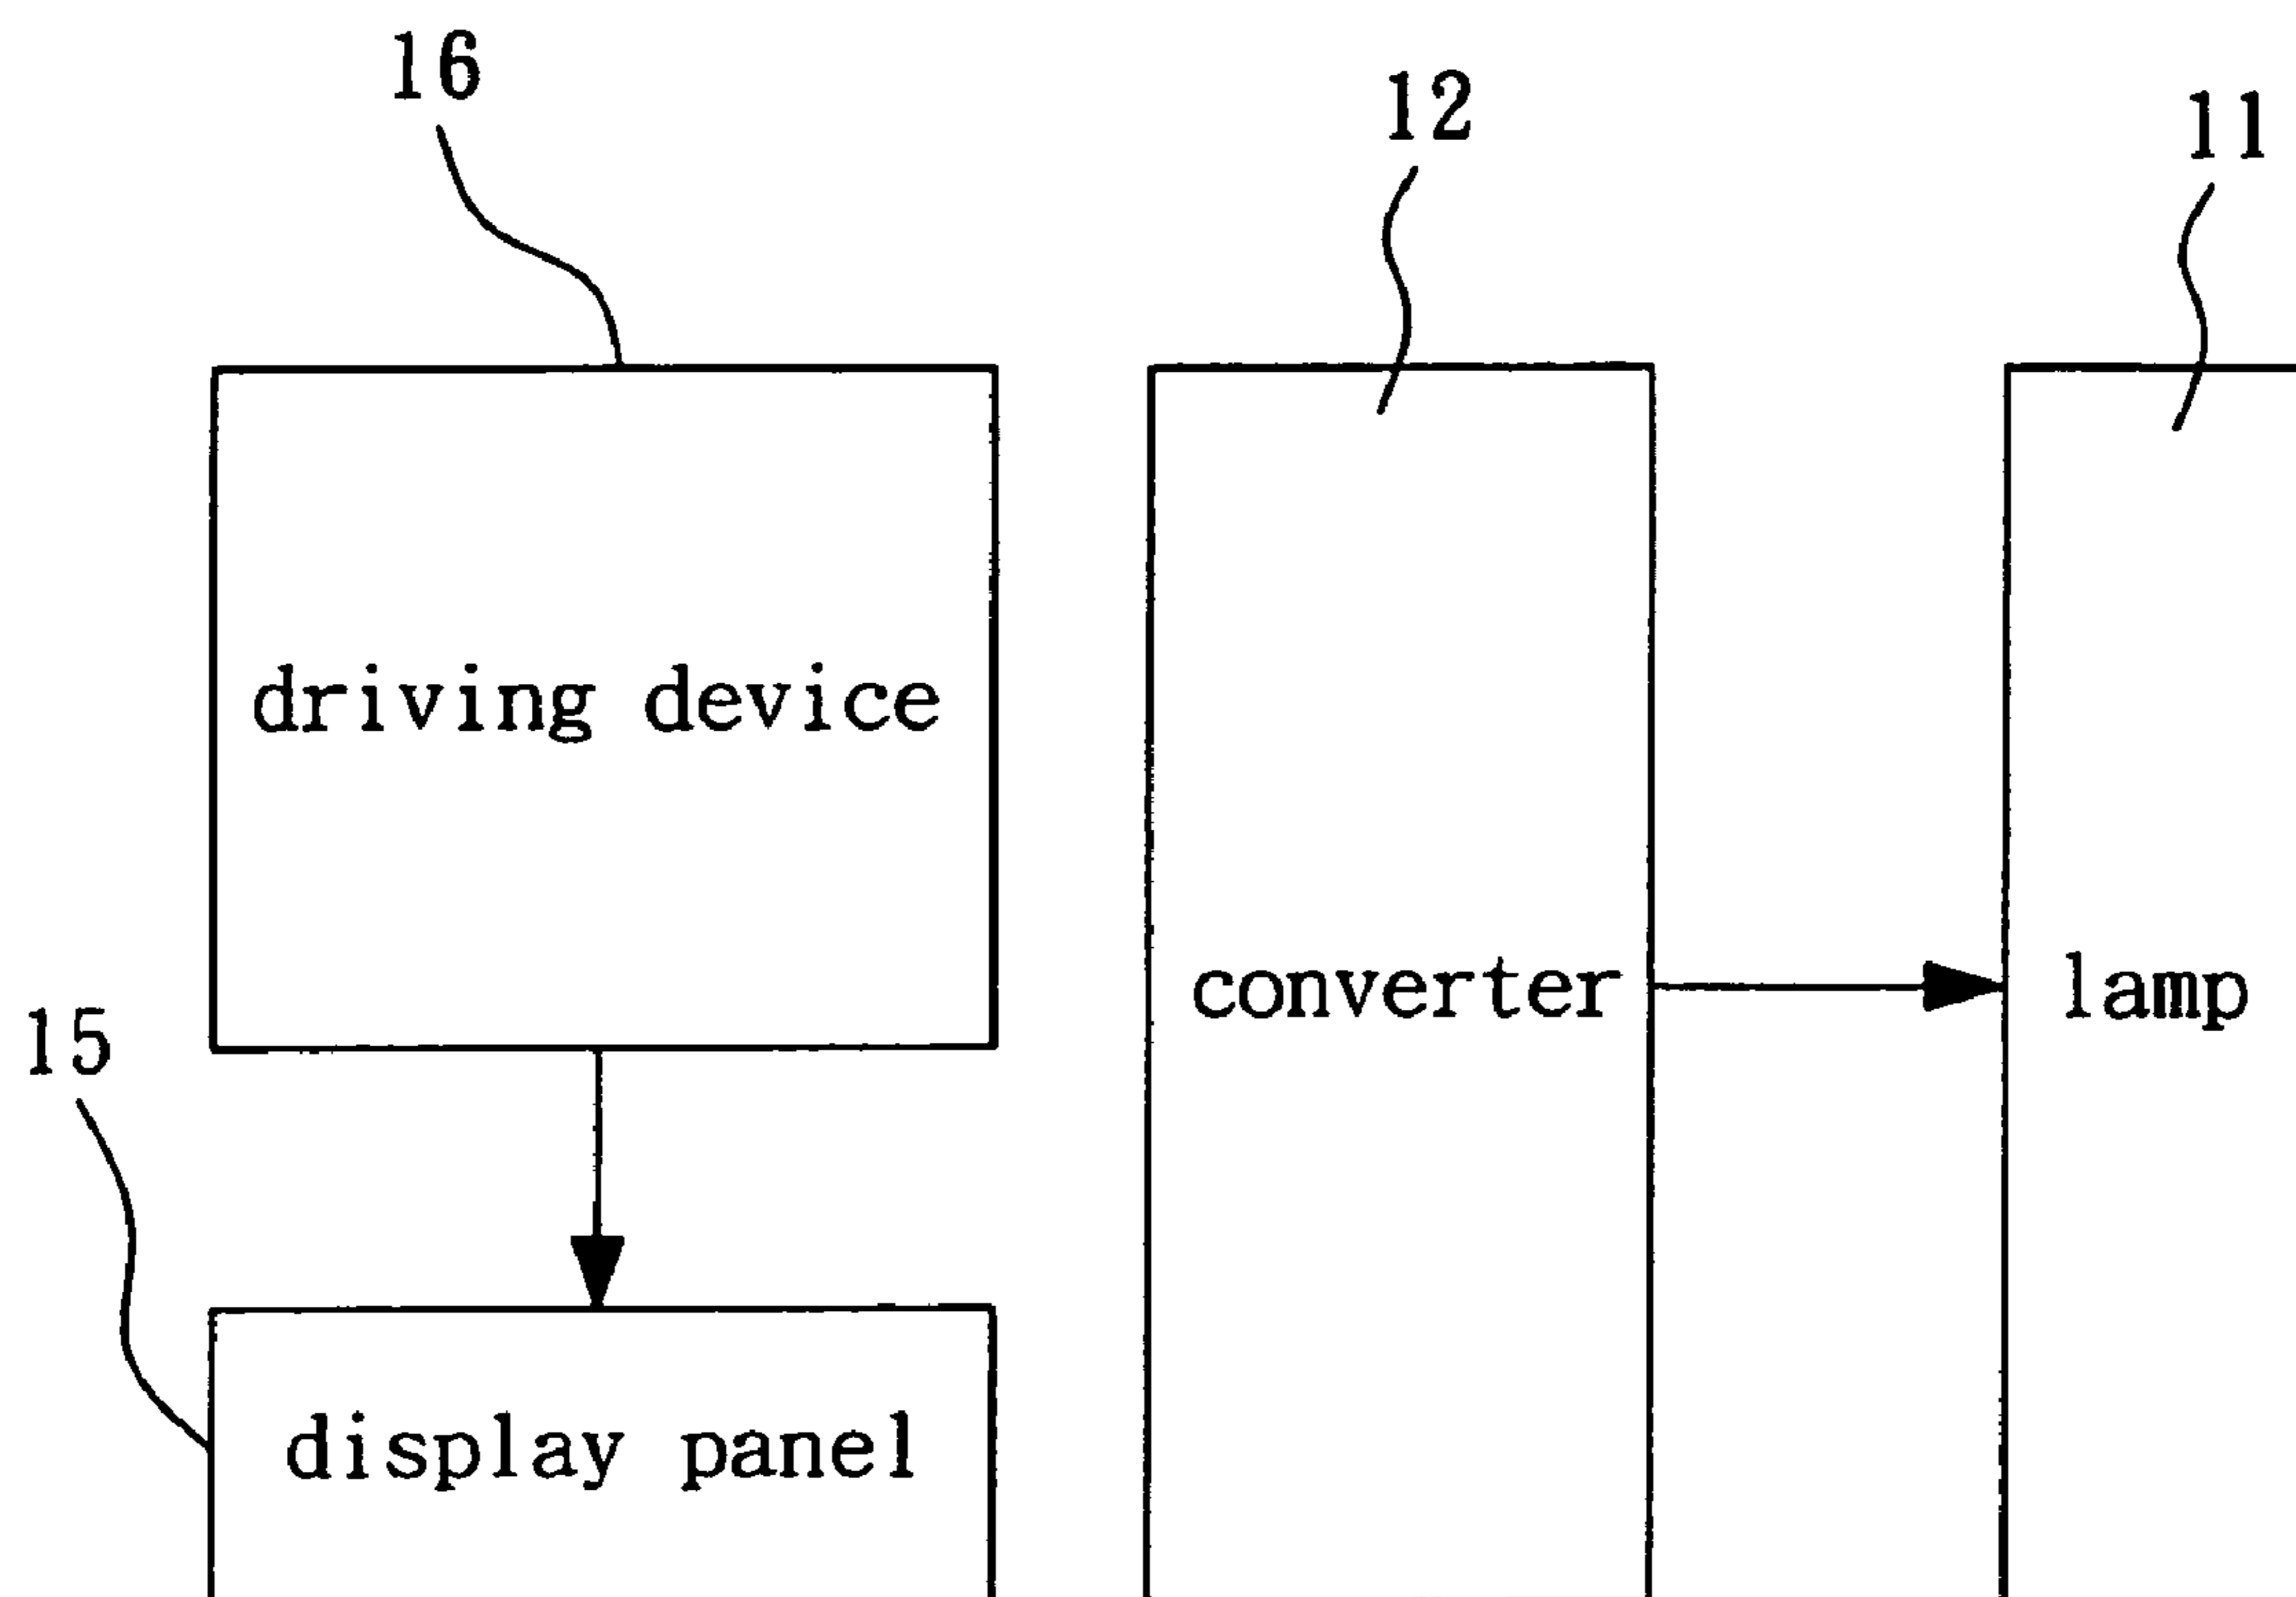 16
12
11
driving device
converter
lamp
15
display panel